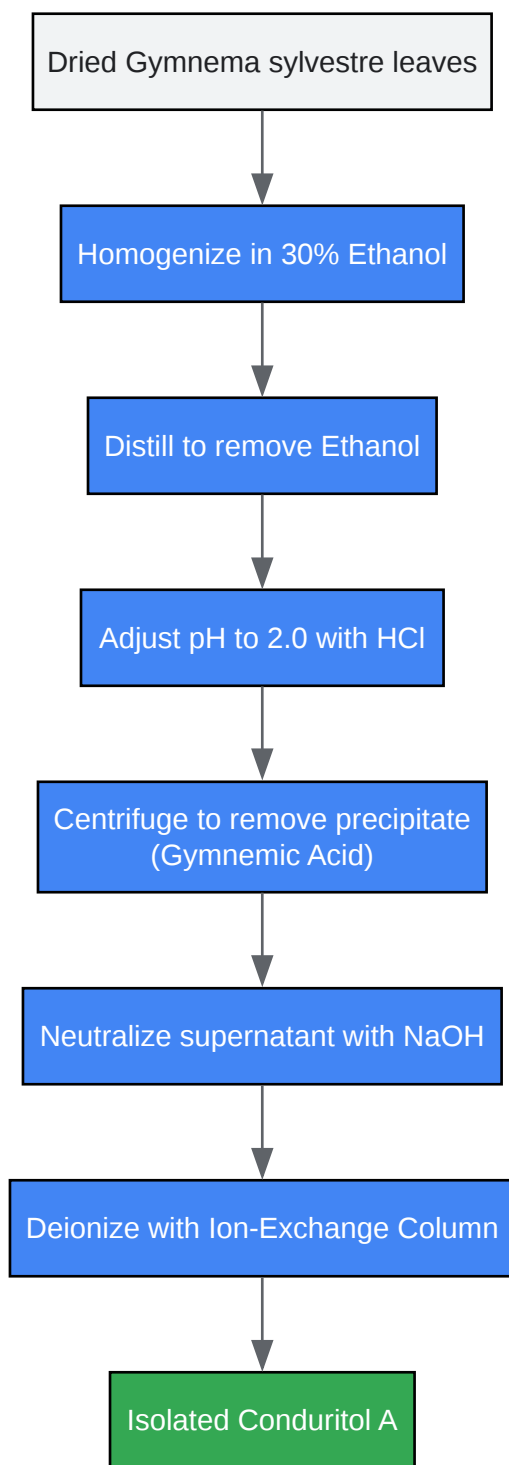 Dried Gymnema sylvestre leaves
Homogenize in 30% Ethanol
Distill to remove Ethanol
Adjust pH to 2.0 with HCl
Centrifuge to remove precipitate
(Gymnemic Acid)
Neutralize supernatant with NaOH
Deionize with Ion-Exchange Column
Isolated Conduritol A